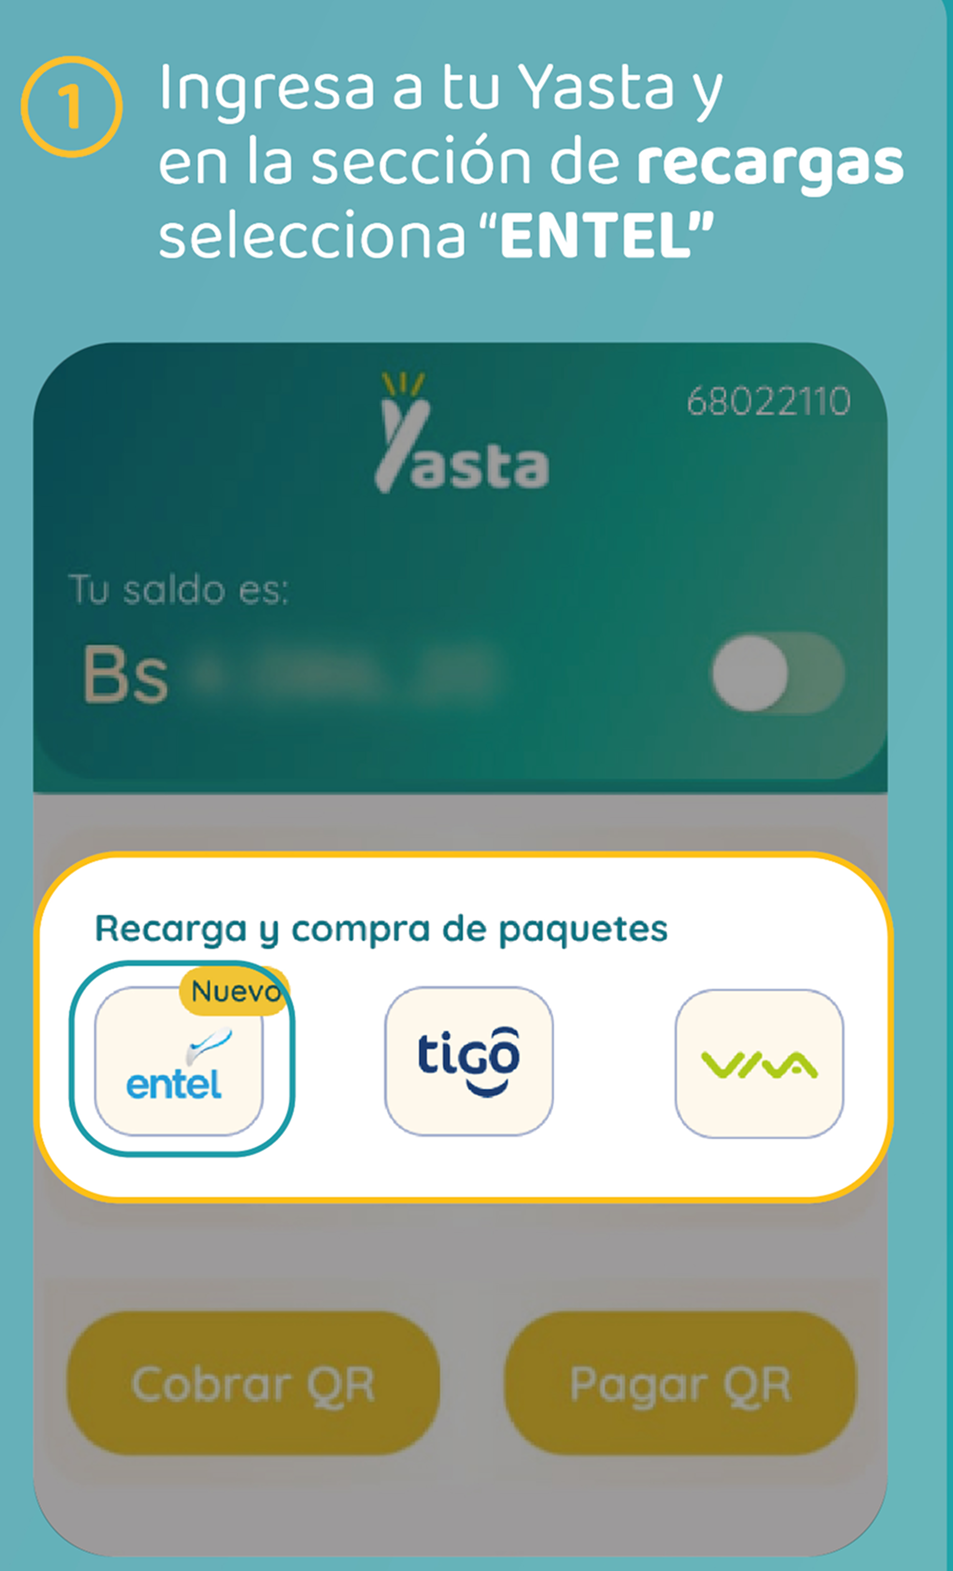 1
Ingresa a tu Yasta y
en la sección de recargas
selecciona “ENTEL”
Yasta
68022110
Tu saldo es:
Bs
Recarga y compra de paquetes
Nuevo
entel
tigo
VIVA
Cobrar QR
Pagar QR